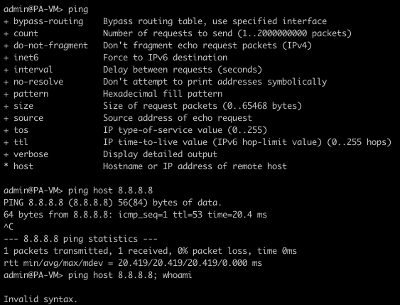 admin@PA-VM> ping
+ bypass-routing    Bypass routing table, use specified interface
+ count             Number of requests to send (1..2000000000 packets)
+ do-not-fragment   Don't fragment echo request packets (IPv4)
+ inet6             Force to IPv6 destination
+ interval          Delay between requests (seconds)
+ no-resolve        Don't attempt to print addresses symbolically
+ pattern           Hexadecimal fill pattern
+ size              Size of request packets (0..65468 bytes)
+ source            Source address of echo request
+ tos               IP type-of-service value (0..255)
+ ttl               IP time-to-live value (IPv6 hop-limit value) (0..255 hops)
+ verbose           Display detailed output
* host              Hostname or IP address of remote host
admin@PA-VM> ping host 8.8.8.8
PING 8.8.8.8 (8.8.8.8) 56(84) bytes of data.
64 bytes from 8.8.8.8: icmp_seq=1 ttl=53 time=20.4 ms
^C
--- 8.8.8.8 ping statistics ---
1 packets transmitted, 1 received, 0% packet loss, time 0ms
rtt min/avg/max/mdev = 20.419/20.419/20.419/0.000 ms
admin@PA-VM> ping host 8.8.8.8; whoami
Invalid syntax.